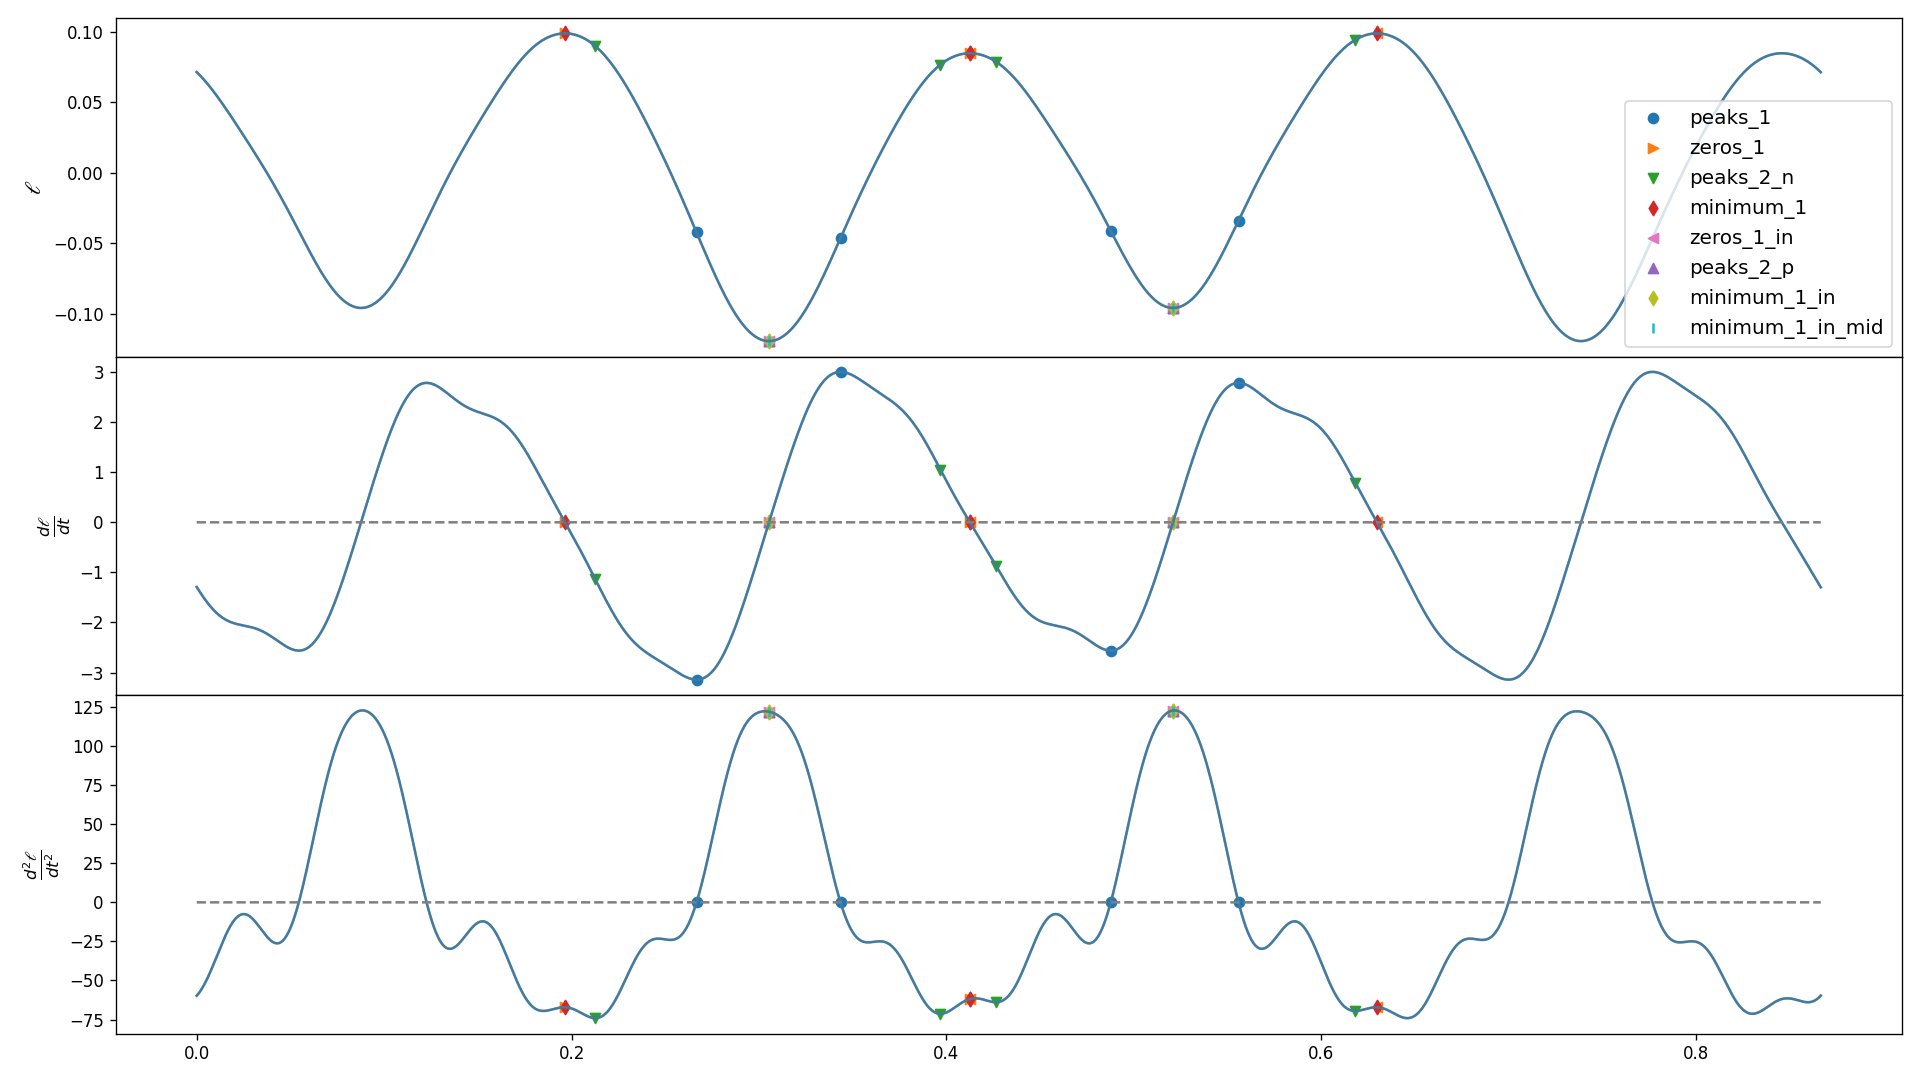 0.10
0.05
0.00
−0.05
−0.10
ℓ
peaks_1
zeros_1
peaks_2_n
minimum_1
zeros_1_in
peaks_2_p
minimum_1_in
minimum_1_in_mid
3
2
1
0
−1
−2
−3
dℓ
dt
125
100
75
50
25
0
−25
−50
−75
d²ℓ
dt²
0.0 0.2 0.4 0.6 0.8